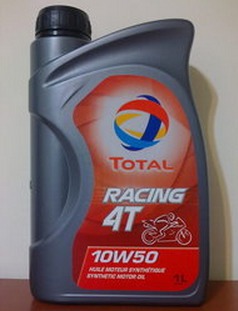 TOTAL
RACING
4T
10W50
HUILE MOTEUR SYNTHÉTIQUE
SYNTHETIC MOTOR OIL
1L